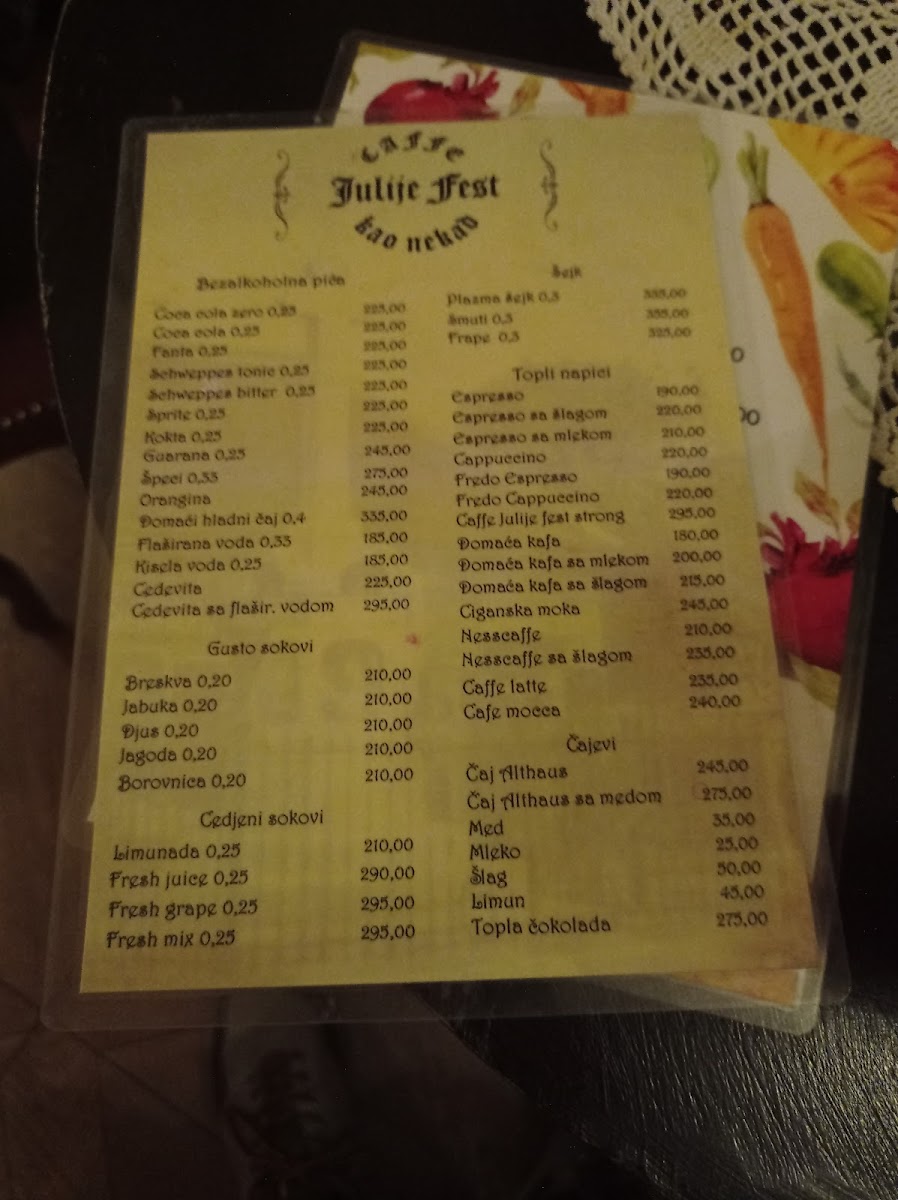 Caffe
Julije Fest
kao nekad
Bezalkoholna pića
Coca cola zero 0,25 225,00
Coca cola 0,25 225,00
Fanta 0,25 225,00
Schweppes tonic 0,25 225,00
Schweppes bitter 0,25 225,00
Sprite 0,25 225,00
Kokta 0,25 225,00
Guarana 0,25 245,00
Špeci 0,33 275,00
Orangina 245,00
Domaći hladni čaj 0,4 335,00
Flaširana voda 0,33 185,00
Kisela voda 0,25 185,00
Cedevita 225,00
Cedevita sa flašir. vodom 295,00
Gusto sokovi
Breskva 0,20 210,00
Jabuka 0,20 210,00
Djus 0,20 210,00
Jagoda 0,20 210,00
Borovnica 0,20 210,00
Cedjeni sokovi
Limunada 0,25 210,00
Fresh juice 0,25 290,00
Fresh grape 0,25 295,00
Fresh mix 0,25 295,00
Šejk
Plazma šejk 0,3 335,00
Smuti 0,3 335,00
Frape 0,3 325,00
Topli napici
Espresso 190,00
Espresso sa šlagom 220,00
Espresso sa mlekom 210,00
Cappuccino 220,00
Fredo Espresso 190,00
Fredo Cappuccino 220,00
Caffe Julije fest strong 295,00
Domaća kafa 180,00
Domaća kafa sa mlekom 200,00
Domaća kafa sa šlagom 215,00
Ciganska moka 245,00
Nesscaffe 210,00
Nesscaffe sa šlagom 235,00
Caffe latte 235,00
Cafe mocca 240,00
Čajevi
Čaj Althaus 245,00
Čaj Althaus sa medom 275,00
Med 35,00
Mleko 25,00
Šlag 50,00
Limun 45,00
Topla čokolada 275,00